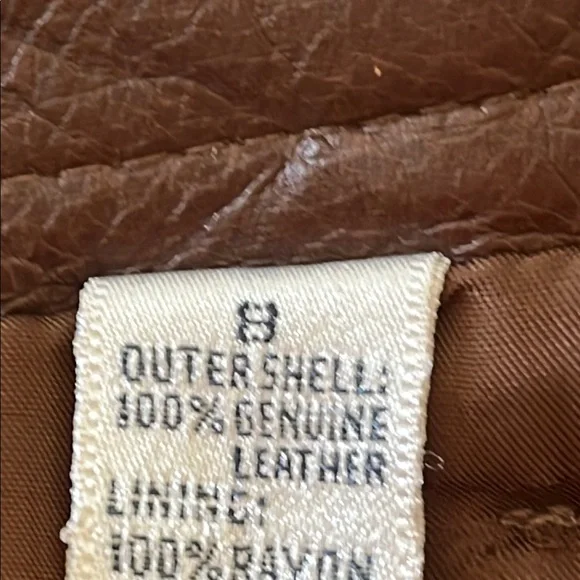 8
OUTER SHELL:
100% GENUINE
LEATHER
LINING:
100% RAYON